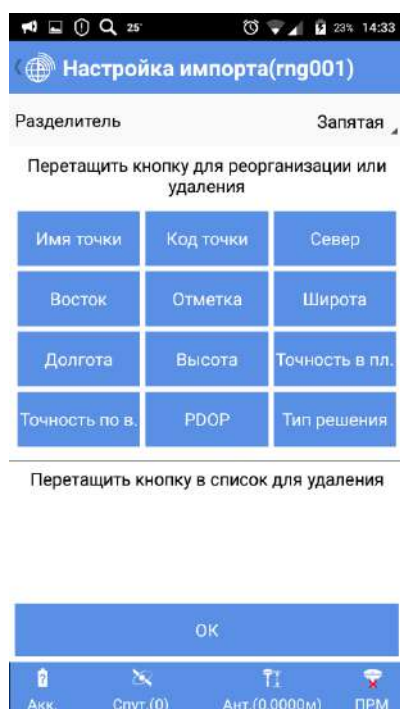 25° 23% 14:33
Настройка импорта(rng001)
Разделитель Запятая
Перетащить кнопку для реорганизации или
удаления
Имя точки Код точки Север
Восток Отметка Широта
Долгота Высота Точность в пл.
Точность по в. PDOP Тип решения
Перетащить кнопку в список для удаления
ОК
Акк. Спут.(0) Ант.(0.0000м) ПРМ